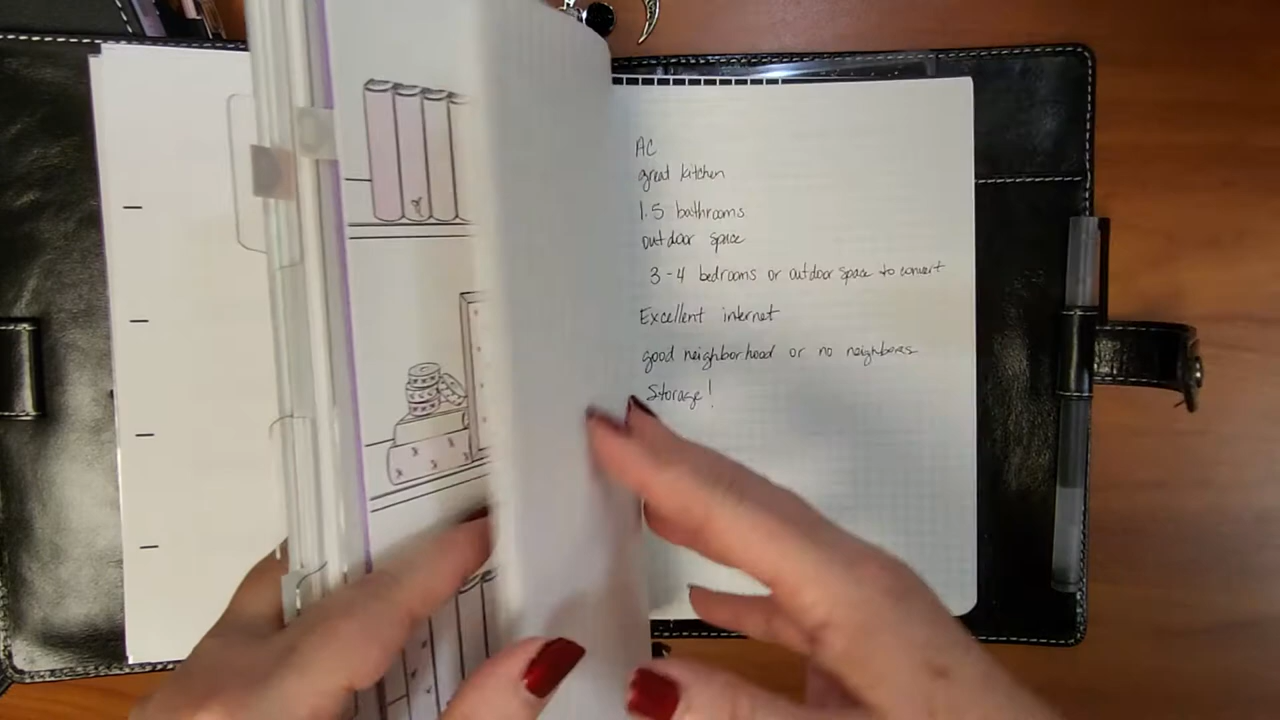 AC
great kitchen
1.5 bathrooms
outdoor space
3-4 bedrooms or outdoor space to convert
Excellent internet
good neighborhood or no neighbores
Storage!